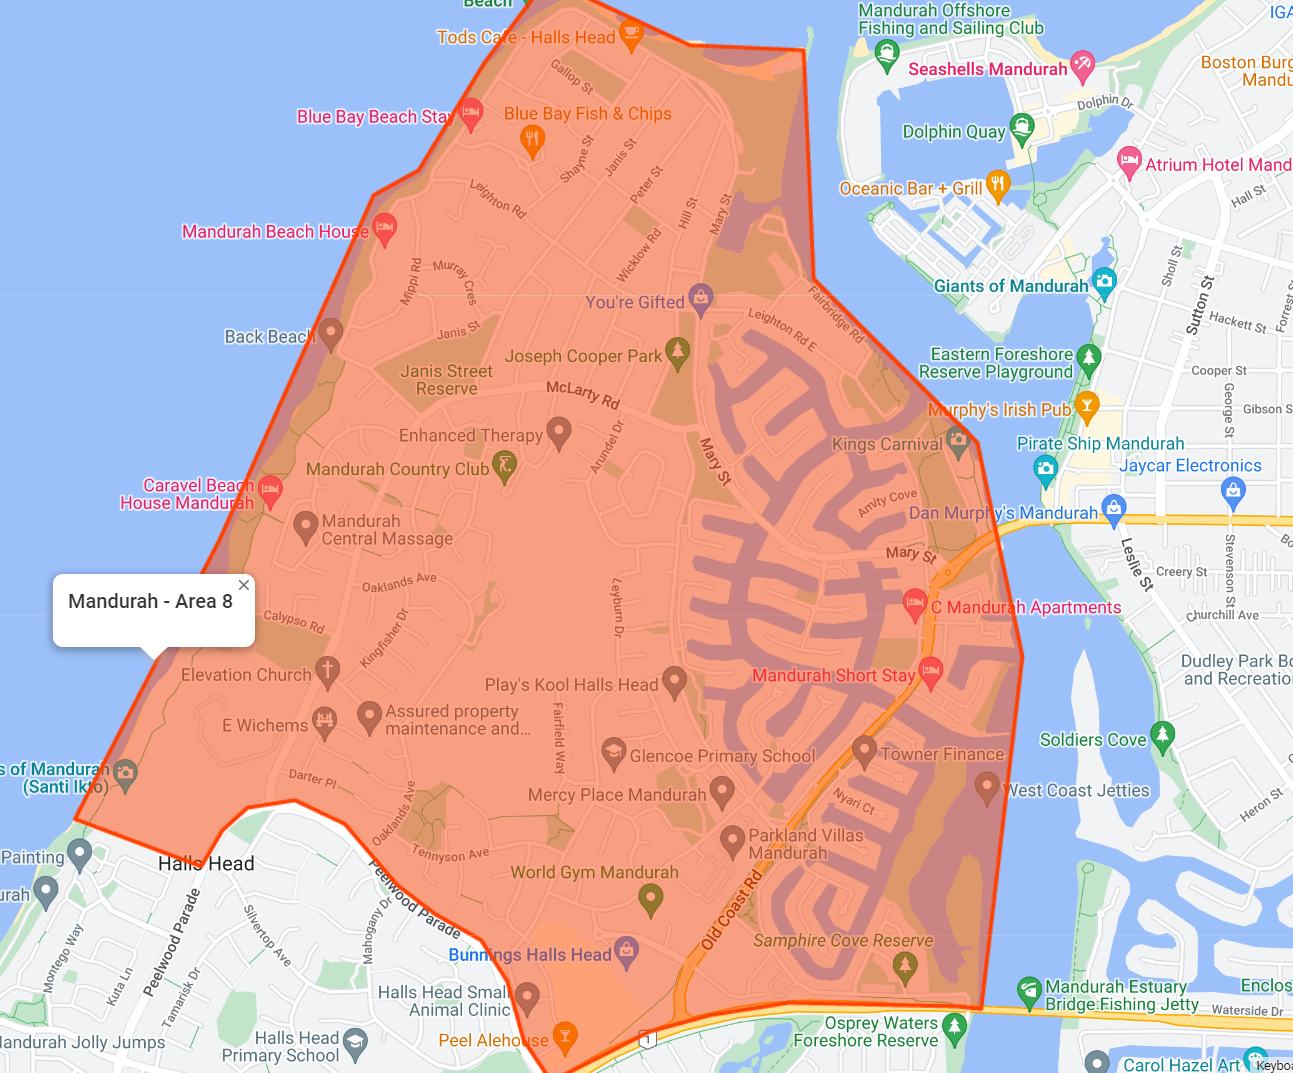 Beach
Tods Cafe - Halls Head
Mandurah Offshore
Fishing and Sailing Club
IGA
Boston Burg
Mandu
Seashells Mandurah
Gallop St
Dolphin Dr
Blue Bay Beach Stay
Blue Bay Fish & Chips
Dolphin Quay
Shayne St
Janis St
Peter St
Atrium Hotel Mand
Oceanic Bar + Grill
Hall St
Leighton Rd
Hill St
Mary St
Mandurah Beach House
Wicklow Rd
Sholl St
Mippi Rd
Murray Cres
Giants of Mandurah
Sutton St
Forrest S
You're Gifted
Fairbridge Rd
Leighton Rd E
Hackett St
Back Beach
Janis St
Joseph Cooper Park
Eastern Foreshore
Reserve Playground
Janis Street
Reserve
Cooper St
McLarty Rd
George St
Murphy's Irish Pub
Gibson S
Enhanced Therapy
Arundel Dr
Kings Carnival
Pirate Ship Mandurah
Mandurah Country Club
Mary St
Jaycar Electronics
Caravel Beach
House Mandurah
Amity Cove
Dan Murphy's Mandurah
Mandurah
Central Massage
Leslie St
Stevenson St
Bo
Mary St
Oaklands Ave
Creery St
Mandurah - Area 8
Leyburn Dr
C Mandurah Apartments
Churchill Ave
Calypso Rd
Kingfisher Dr
Elevation Church
Play's Kool Halls Head
Mandurah Short Stay
Dudley Park Bo
and Recreatio
E Wichems
Assured property
maintenance and...
Fairfield Way
Soldiers Cove
Glencoe Primary School
Towner Finance
s of Mandurah
(Santi Ikto)
Darter Pl
Mercy Place Mandurah
Nyari Ct
West Coast Jetties
Heron St
Oaklands Ave
Parkland Villas
Mandurah
Painting
Halls Head
Tennyson Ave
World Gym Mandurah
Peelwood Parade
urah
Old Coast Rd
Peelwood Parade
Silvertop Ave
Mahogany Dr
Montego Way
Bunnings Halls Head
Samphire Cove Reserve
Kuta Ln
Tamarisk Dr
Halls Head Small
Animal Clinic
Mandurah Estuary
Bridge Fishing Jetty
Enclos
Waterside Dr
Mandurah Jolly Jumps
Halls Head
Primary School
Peel Alehouse
1
Osprey Waters
Foreshore Reserve
Carol Hazel Art
Keyboa